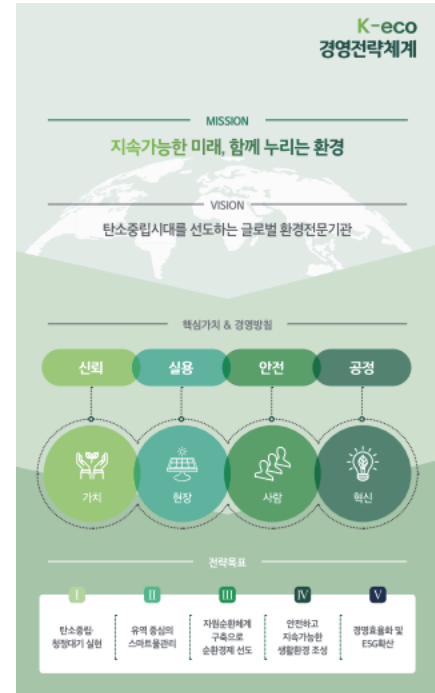 K-eco
경영전략체계
MISSION
지속가능한 미래, 함께 누리는 환경
VISION
탄소중립시대를 선도하는 글로벌 환경전문기관
핵심가치 & 경영방침
신뢰 실용 안전 공정
가치 현장 사람 혁신
전략목표
I II III IV V
탄소중립·
청정대기 실현
유역 중심의
스마트물관리
자원순환체계
구축으로
순환경제 선도
안전하고
지속가능한
생활환경 조성
경영효율화 및
ESG확산